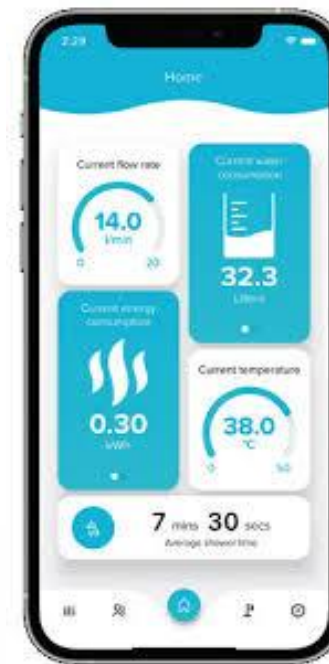 2:29
Home
Current flow rate
14.0
l/min
0 20
Current water
consumption
32.3
Litres
Current energy
consumption
0.30
kWh
Current temperature
38.0
°C
0 50
7 mins 30 secs
Average shower time